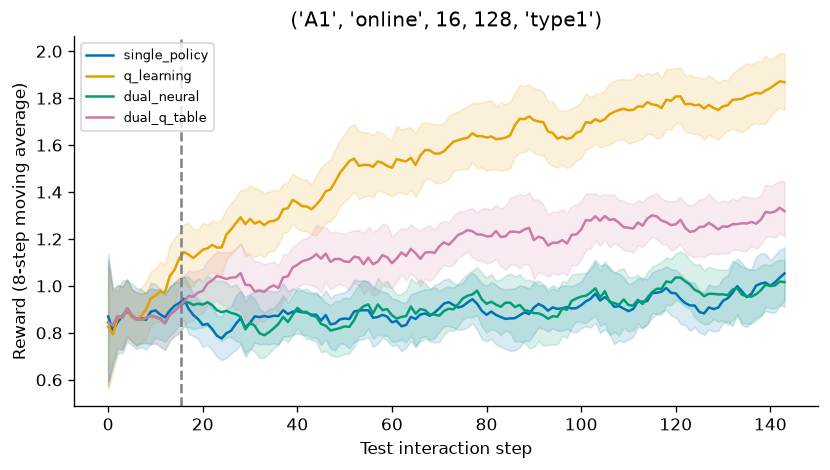 ('A1', 'online', 16, 128, 'type1')
Reward (8-step moving average)
2.0
1.8
1.6
1.4
1.2
1.0
0.8
0.6
single_policy
q_learning
dual_neural
dual_q_table
0 20 40 60 80 100 120 140
Test interaction step